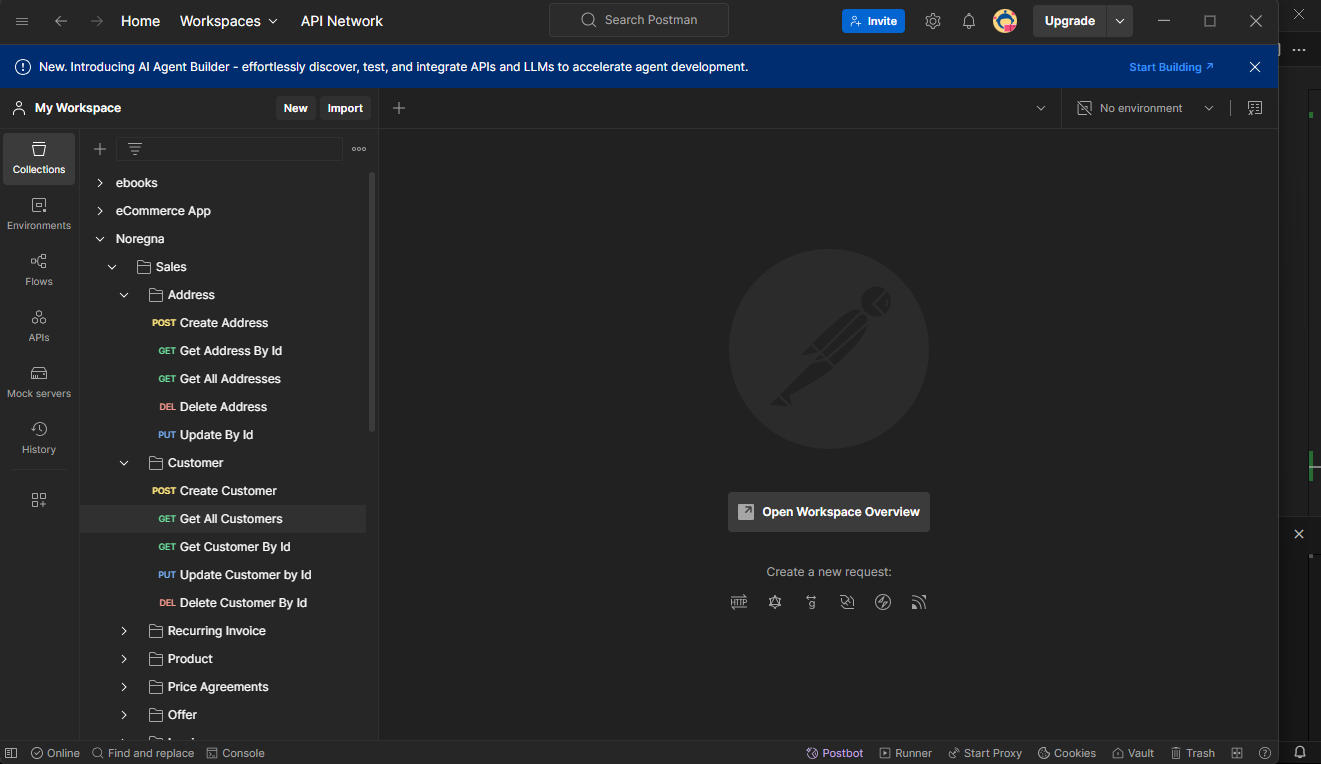 Home Workspaces API Network Search Postman Invite Upgrade
New. Introducing AI Agent Builder - effortlessly discover, test, and integrate APIs and LLMs to accelerate agent development. Start Building
My Workspace New Import No environment
Collections
Environments
Flows
APIs
Mock servers
History
ebooks
eCommerce App
Noregna
Sales
Address
POST Create Address
GET Get Address By Id
GET Get All Addresses
DEL Delete Address
PUT Update By Id
Customer
POST Create Customer
GET Get All Customers
GET Get Customer By Id
PUT Update Customer by Id
DEL Delete Customer By Id
Recurring Invoice
Product
Price Agreements
Offer
Open Workspace Overview
Create a new request:
HTTP g
Online Find and replace Console Postbot Runner Start Proxy Cookies Vault Trash